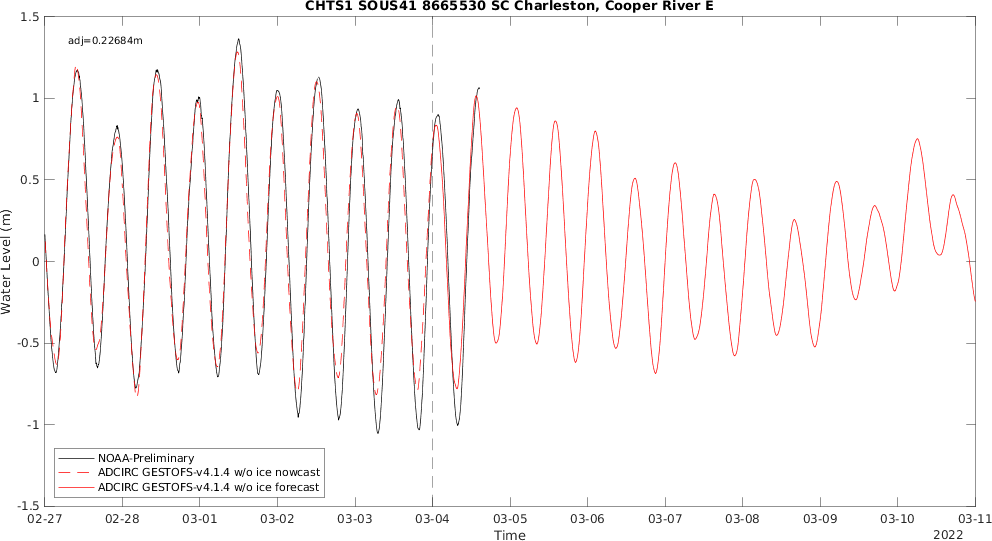 CHTS1 SOUS41 8665530 SC Charleston, Cooper River E
adj=0.22684m
1.5
1
0.5
0
-0.5
-1
-1.5
Water Level (m)
NOAA-Preliminary
ADCIRC GESTOFS-v4.1.4 w/o ice nowcast
ADCIRC GESTOFS-v4.1.4 w/o ice forecast
02-27 02-28 03-01 03-02 03-03 03-04 03-05 03-06 03-07 03-08 03-09 03-10 03-11
Time
2022